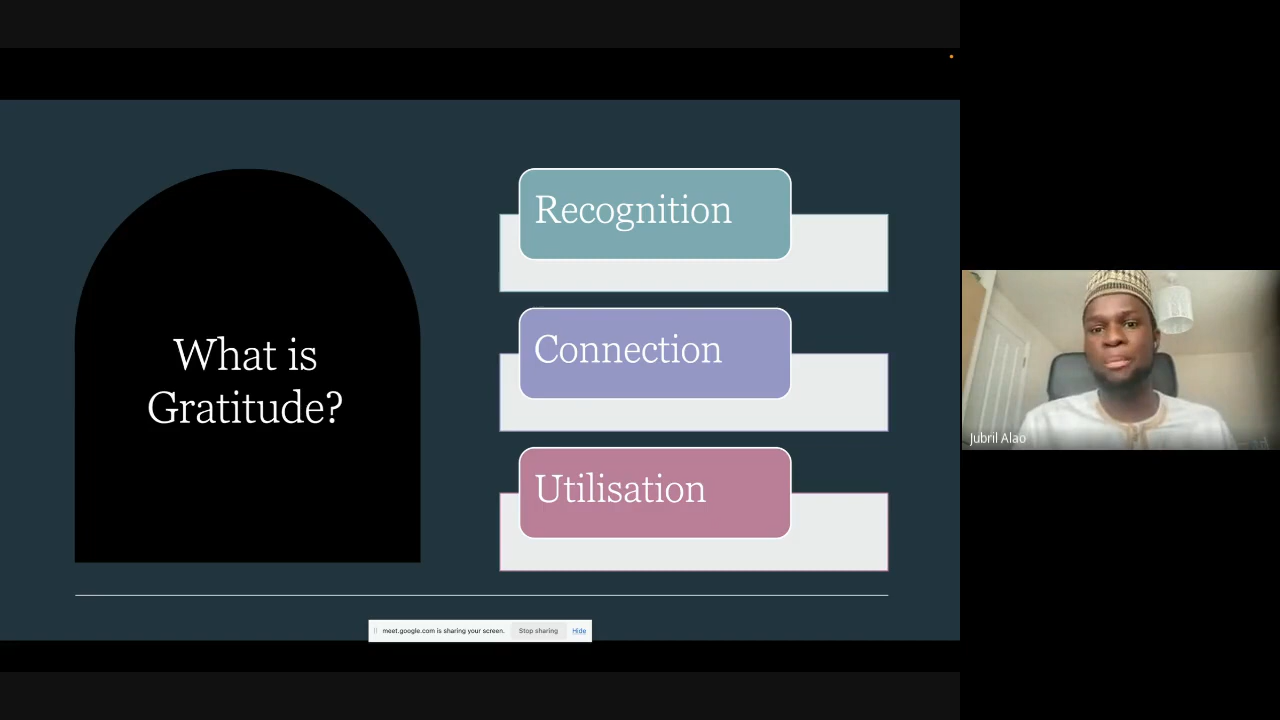 What is
Gratitude?
Recognition
Connection
Utilisation
Jubril Alao
meet.google.com is sharing your screen. Stop sharing Hide